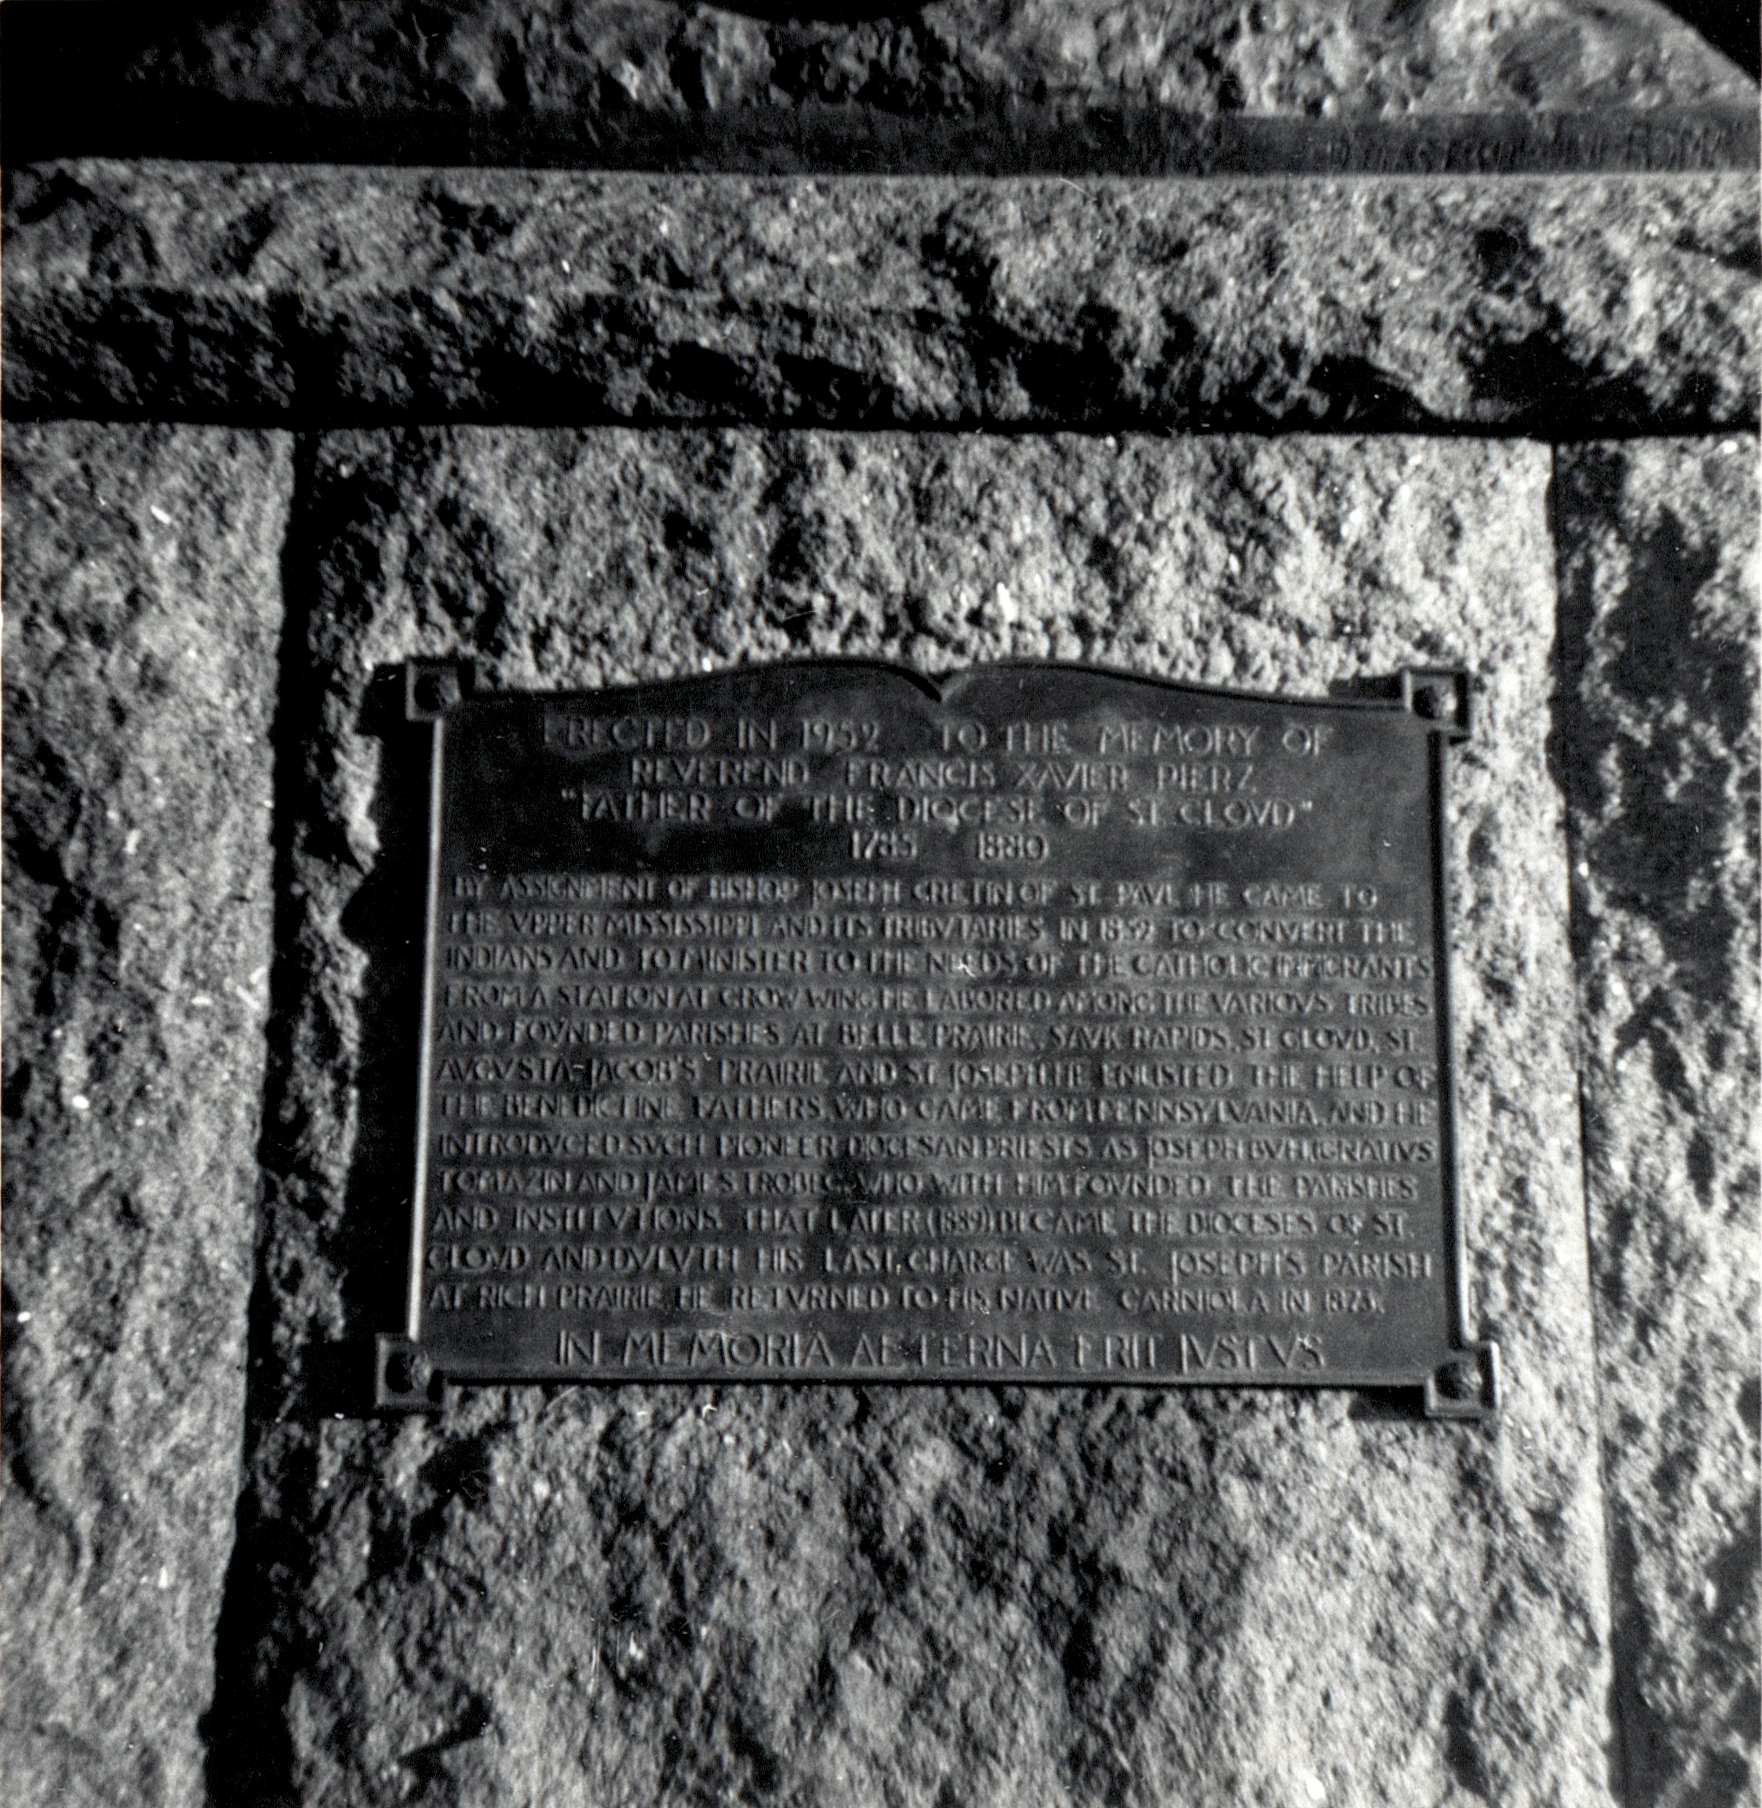 ERECTED IN 1952 TO THE MEMORY OF
REVEREND FRANCIS XAVIER PIERZ
"FATHER OF THE DIOCESE OF ST. CLOVD"
1785 1880
BY ASSIGNMENT OF BISHOP JOSEPH CRETIN OF ST. PAVL HE CAME TO
THE VPPER MISSISSIPPI AND ITS TRIBVTARIES IN 1852 TO CONVERT THE
INDIANS AND TO MINISTER TO THE NEEDS OF THE CATHOLIC IMMIGRANTS
FROM A STATION AT CROW WING HE LABORED AMONG THE VARIOVS TRIBES
AND FOVNDED PARISHES AT BELLE PRAIRIE, SAVK RAPIDS, ST. CLOVD, ST.
AVGVSTA, JACOB'S PRAIRIE AND ST. JOSEPH. HE ENLISTED THE HELP OF
THE BENEDICTINE FATHERS, WHO CAME FROM PENNSYLVANIA, AND HE
INTRODVCED SVCH PIONEER DIOCESAN PRIESTS AS JOSEPH BVH, IGNATIVS
TOMAZIN AND JAMES TROBEC WHO WITH HIM FOVNDED THE PARISHES
AND INSTITVTIONS THAT LATER (1889) BECAME THE DIOCESES OF ST.
CLOVD AND DVLVTH HIS LAST CHARGE WAS ST. JOSEPH'S PARISH
AT RICH PRAIRIE HE RETVRNED TO HIS NATIVE CARNIOLA IN 1873.
IN MEMORIA AETERNA ERIT JVSTVS